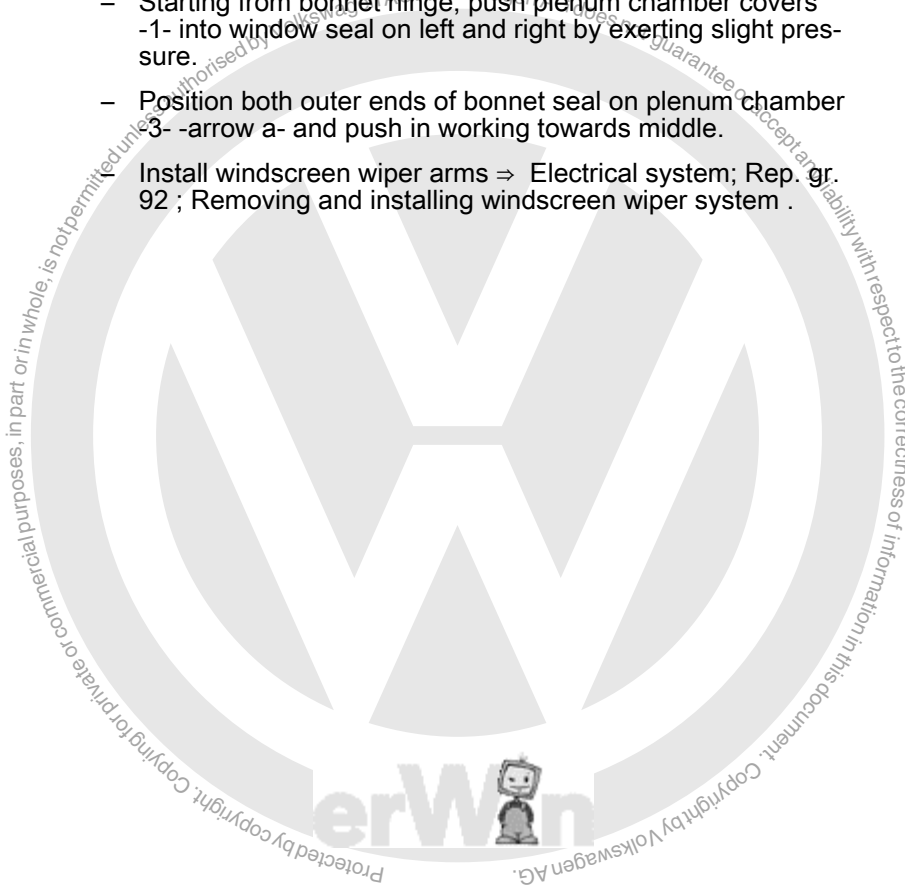 – Starting from bonnet hinge, push plenum chamber covers
-1- into window seal on left and right by exerting slight pres-
sure.
– Position both outer ends of bonnet seal on plenum chamber
-3- -arrow a- and push in working towards middle.
– Install windscreen wiper arms ⇒ Electrical system; Rep. gr.
92 ; Removing and installing windscreen wiper system .
Protected by copyright. Copying for private or commercial purposes, in part or in whole, is not permitted unless authorised by Volkswagen
does not guarantee or accept any liability with respect to the correctness of information in this document. Copyright by Volkswagen AG.
erWin